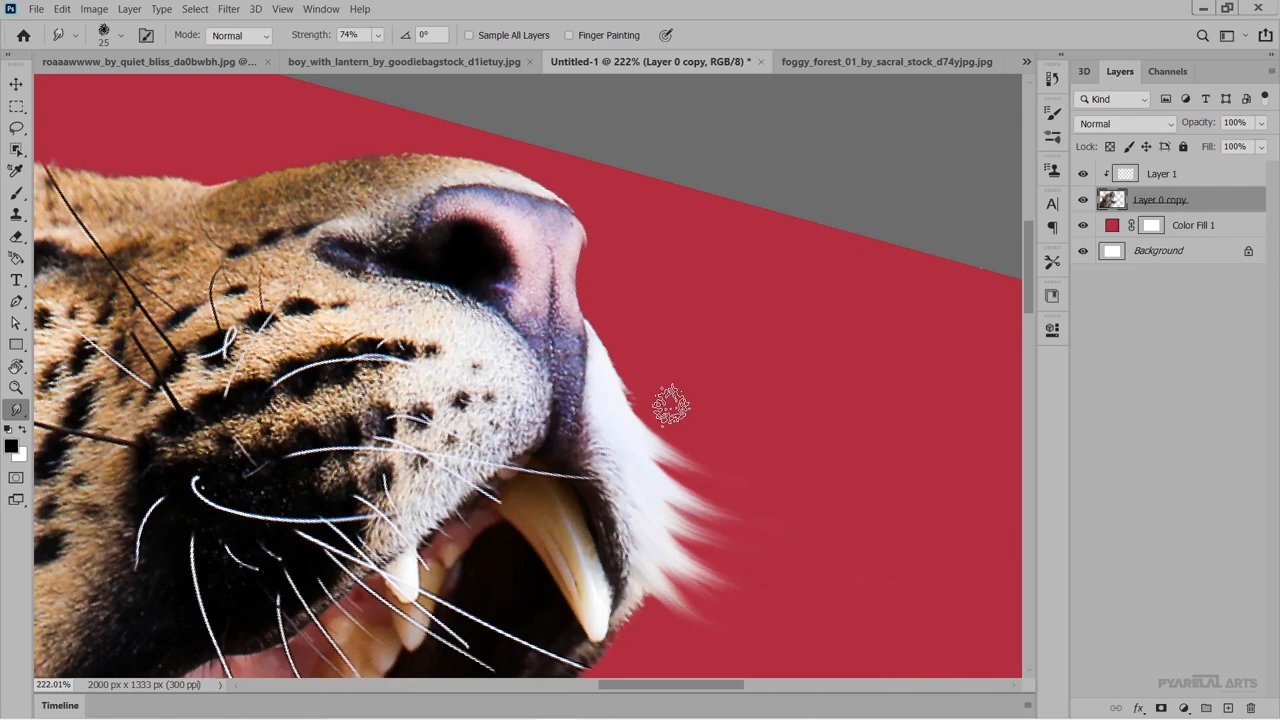 Ps File Edit Image Layer Type Select Filter 3D View Window Help
25 Mode: Normal Strength: 74% 0° Sample All Layers Finger Painting
roaaawwww_by_quiet_bliss_da0bwbh.jpg @... × boy_with_lantern_by_goodiebagstock_d1ietuy.jpg × Untitled-1 @ 222% (Layer 0 copy, RGB/8) * × foggy_forest_01_by_sacral_stock_d74yjpg.jpg
3D Layers Channels
Kind
Normal Opacity: 100%
Lock: Fill: 100%
Layer 1
Layer 0 copy
Color Fill 1
Background
PYARELAL ARTS
222.01% 2000 px x 1333 px (300 ppi)
Timeline
fx